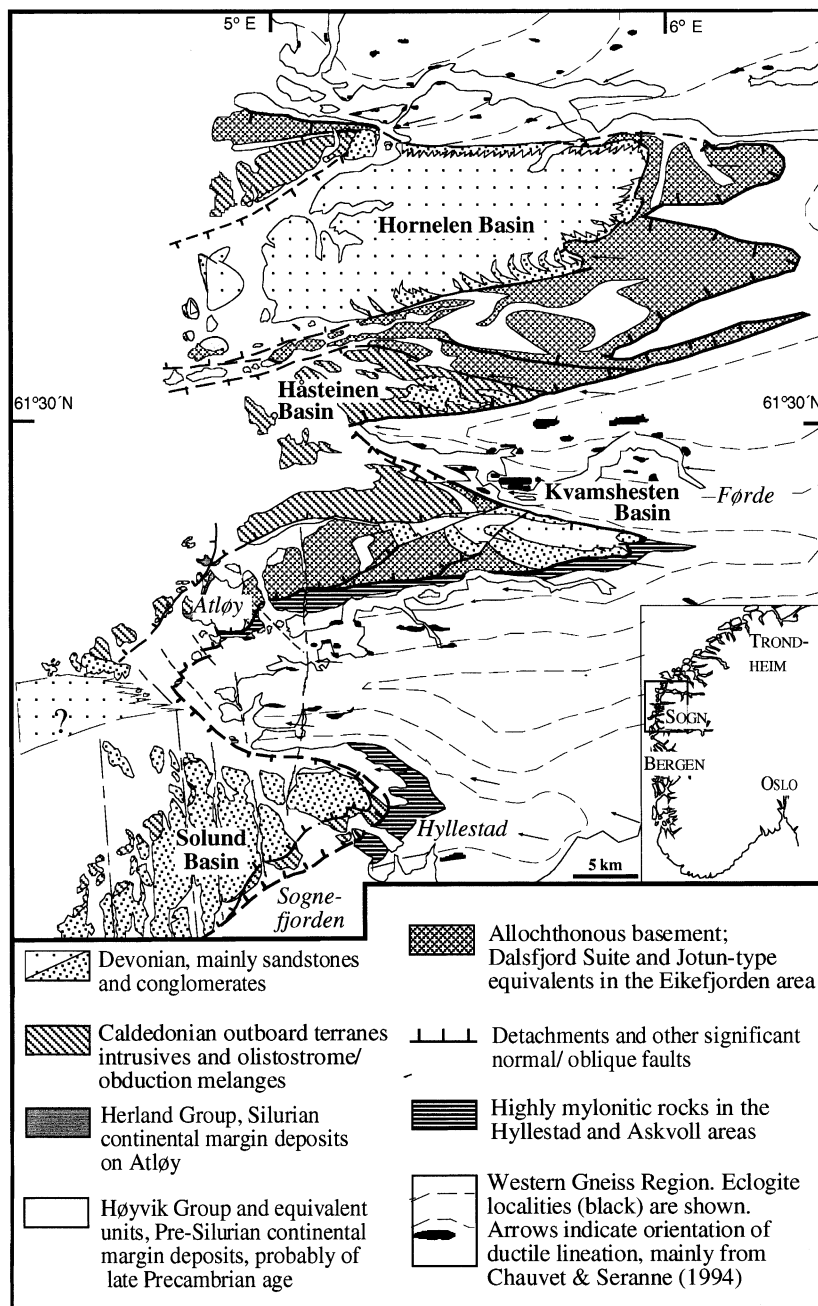 5° E
6° E
Hornelen Basin
Håsteinen
Basin
61°30´N
61°30´N
Kvamshesten
Basin
Førde
Atløy
?
Solund
Basin
Hyllestad
Sogne-
fjorden
5 km
TROND-
HEIM
SOGN
BERGEN
OSLO
Devonian, mainly sandstones
and conglomerates
Caldedonian outboard terranes
intrusives and olistostrome/
obduction melanges
Herland Group, Silurian
continental margin deposits
on Atløy
Høyvik Group and equivalent
units, Pre-Silurian continental
margin deposits, probably of
late Precambrian age
Allochthonous basement;
Dalsfjord Suite and Jotun-type
equivalents in the Eikefjorden area
Detachments and other significant
normal/ oblique faults
Highly mylonitic rocks in the
Hyllestad and Askvoll areas
Western Gneiss Region. Eclogite
localities (black) are shown.
Arrows indicate orientation of
ductile lineation, mainly from
Chauvet & Seranne (1994)